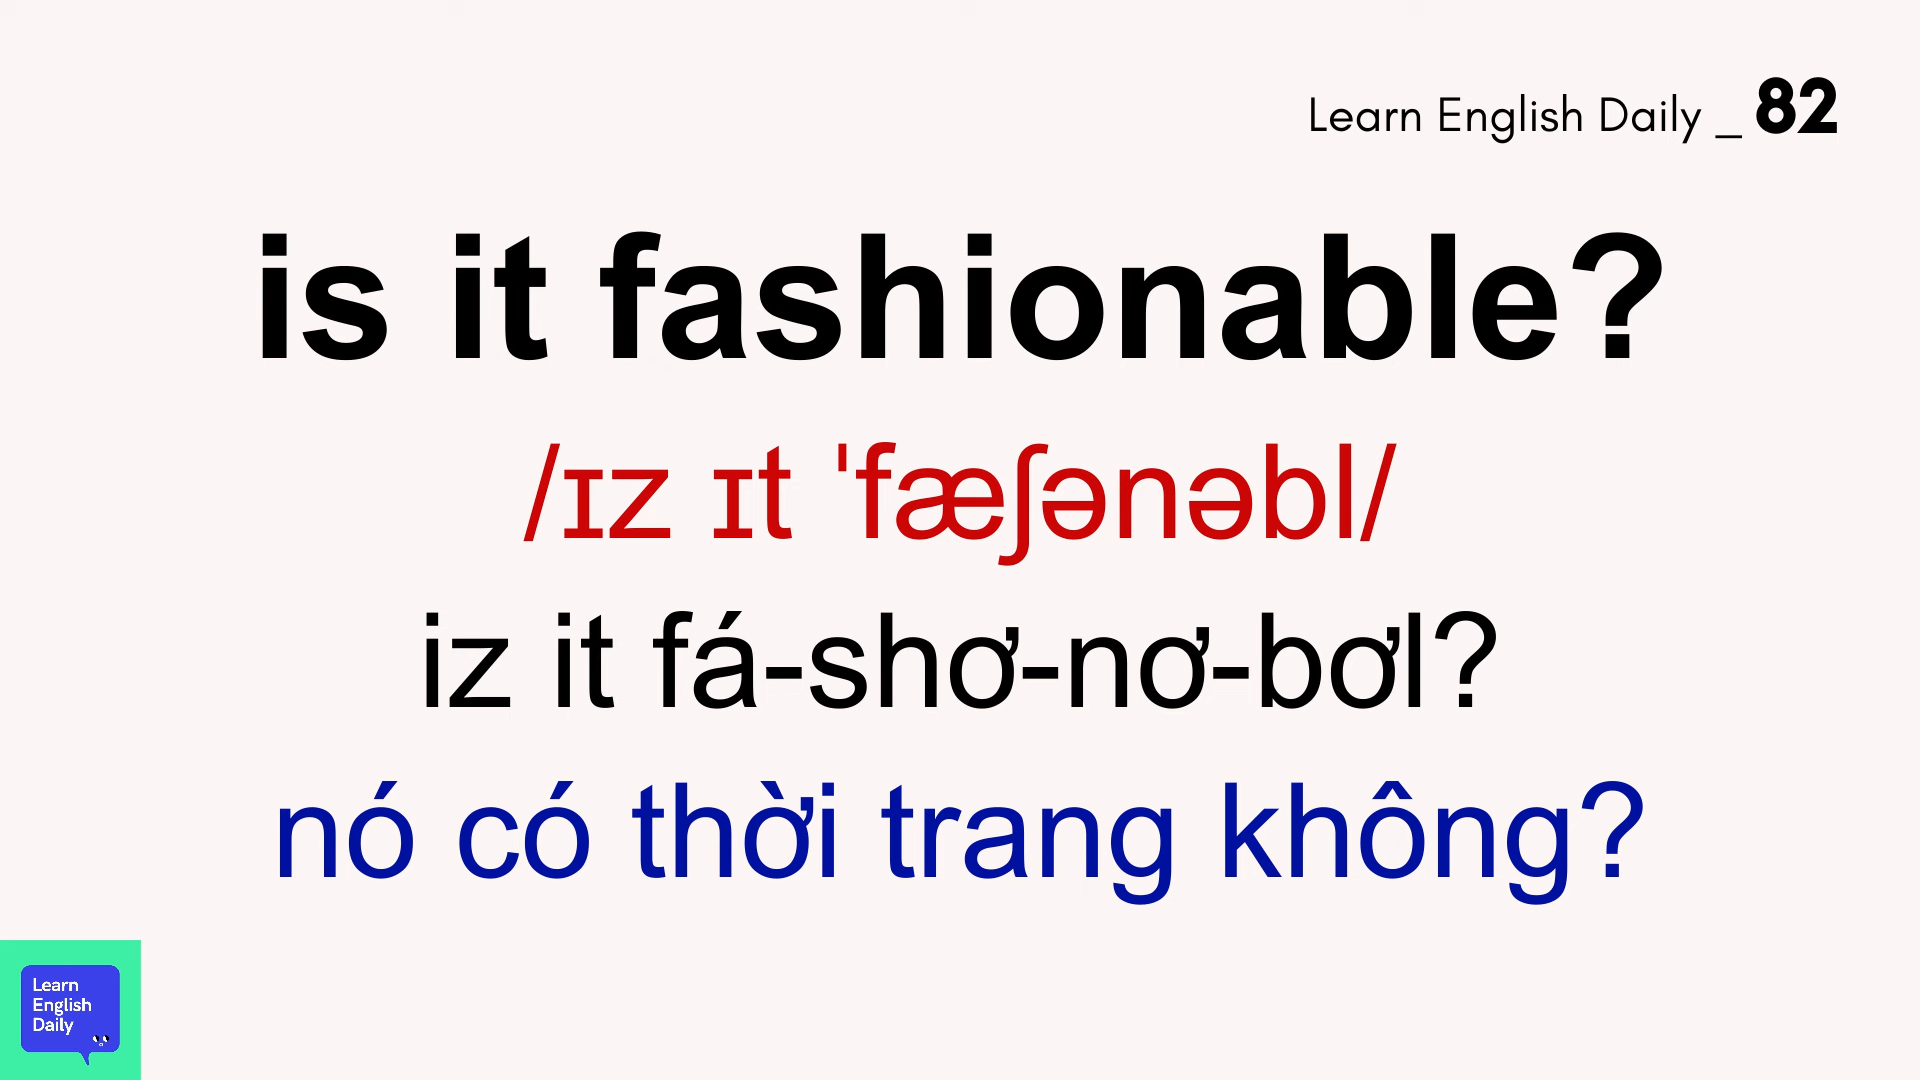 Learn English Daily _ 82
is it fashionable?
/ɪz ɪt ˈfæʃənəbl/
iz it fá-shơ-nơ-bơl?
nó có thời trang không?
Learn
English
Daily